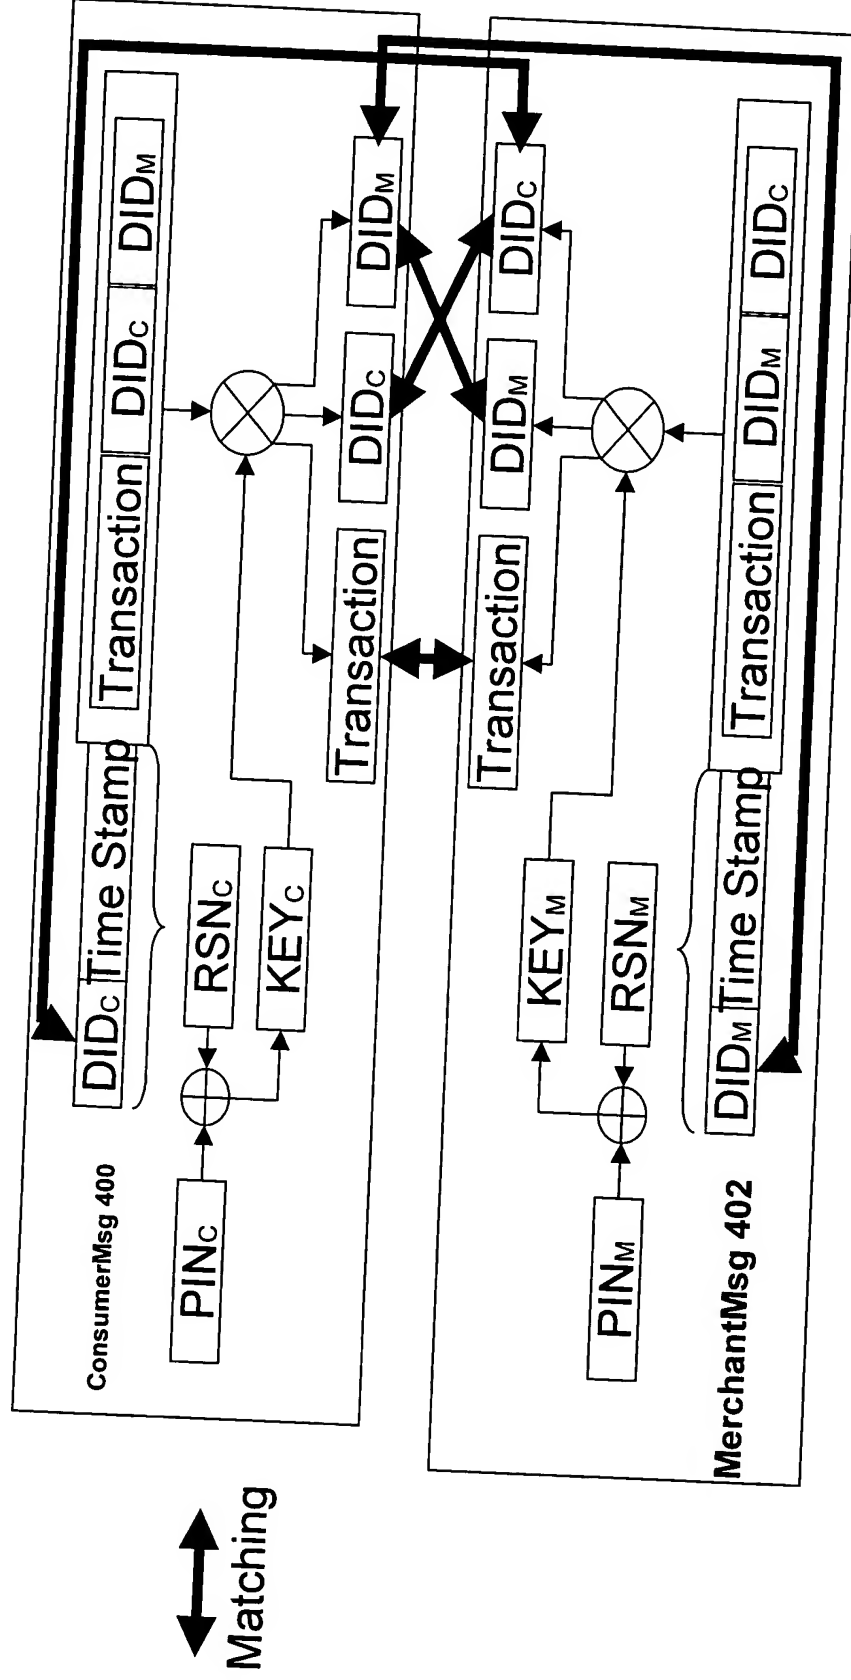 ConsumerMsg 400
DIDC Time Stamp Transaction DIDC DIDM
PINC
RSNC
KEYC
Transaction DIDC DIDM
Transaction DIDM DIDC
KEYM
RSNM
PINM
DIDM Time Stamp Transaction DIDM DIDC
MerchantMsg 402
Matching